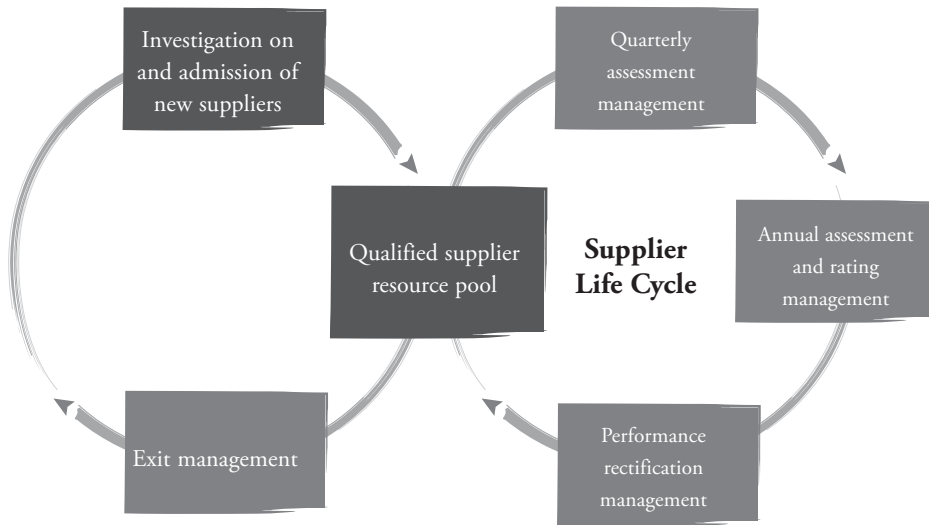 Investigation on
and admission of
new suppliers
Quarterly
assessment
management
Qualified supplier
resource pool
Supplier
Life Cycle
Annual assessment
and rating
management
Exit management
Performance
rectification
management